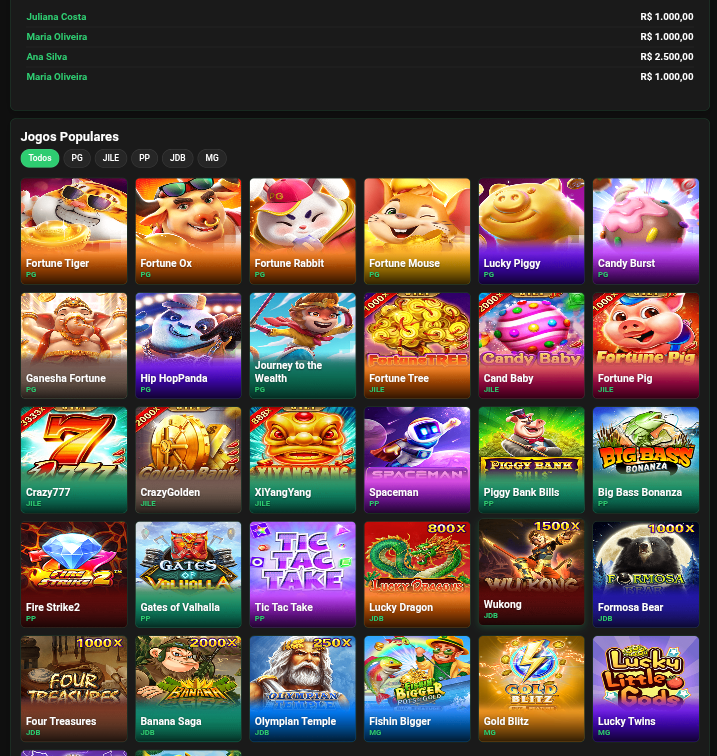 Juliana Costa R$ 1.000,00
Maria Oliveira R$ 1.000,00
Ana Silva R$ 2.500,00
Maria Oliveira R$ 1.000,00
Jogos Populares
Todos PG JILE PP JDB MG
Fortune Tiger
PG
PG
Fortune Ox
PG
Fortune Rabbit
PG
Fortune Mouse
PG
Lucky Piggy
PG
Candy Burst
PG
Ganesha Fortune
PG
Hip HopPanda
PG
Journey to the
Wealth
PG
1000X
FORTUNE TREE
Fortune Tree
JILE
2000X
Candy Baby
Cand Baby
JILE
1000X
Fortune Pig
Fortune Pig
JILE
3333X
777
Crazy777
JILE
2000X
Golden Bank
CrazyGolden
JILE
888X
XIYANGYANG
XIYangYang
JILE
SPACEMAN
Spaceman
PP
PIGGY BANK
BILLS
Piggy Bank Bills
PP
BIG BASS
BONANZA
Big Bass Bonanza
PP
FIRE
STRIKE 2™
Fire Strike2
PP
GATES
OF
VALHALLA
Gates of Valhalla
PP
TIC
TAC
TAKE
Tic Tac Take
PP
800X
LUCKY DRAGONS
Lucky Dragon
JDB
1500X
WUKONG
Wukong
JDB
1000X
FORMOSA
Formosa Bear
JDB
1000X
FOUR
TREASURES
Four Treasures
JDB
2000X
BANANA
Banana Saga
JDB
250X
OLYMPIAN
TEMPLE
Olympian Temple
JDB
FISHIN'
BIGGER
POTS OF GOLD
Fishin Bigger
MG
GOLD
BLITZ
Gold Blitz
MG
Lucky
Little
Gods
Lucky Twins
MG